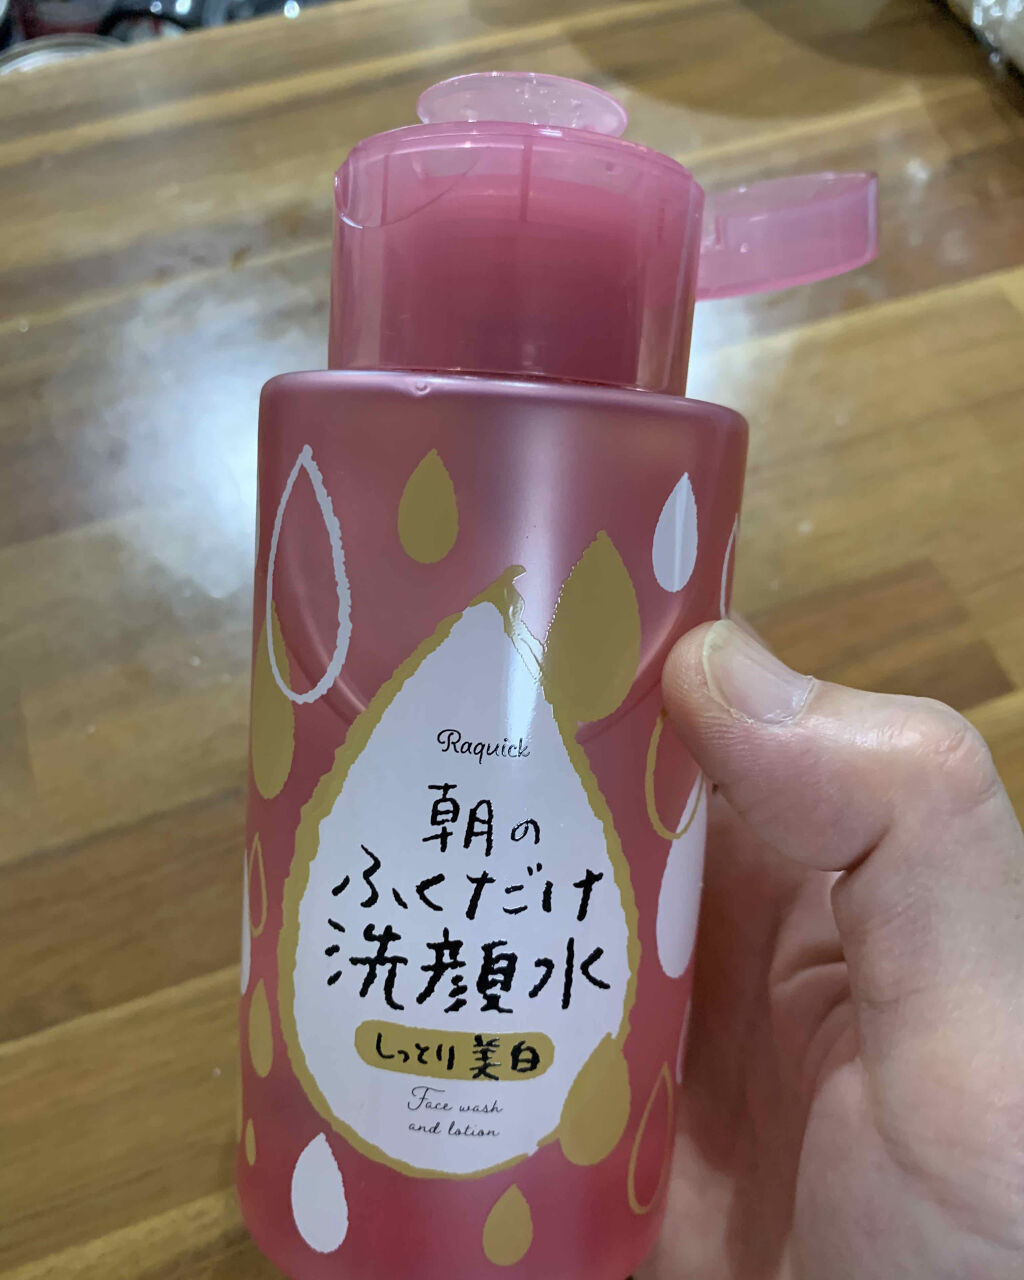 Raquick
朝の
ふくだけ
洗顔水
しっとり美白
Face wash
and lotion